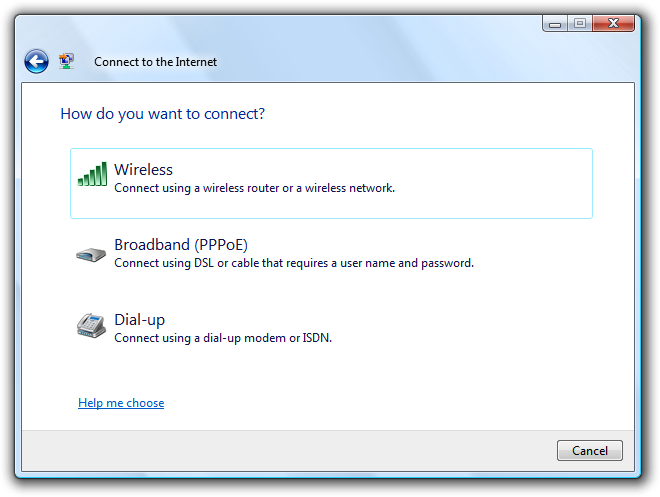 Connect to the Internet
How do you want to connect?
Wireless
Connect using a wireless router or a wireless network.
Broadband (PPPoE)
Connect using DSL or cable that requires a user name and password.
Dial-up
Connect using a dial-up modem or ISDN.
Help me choose
Cancel